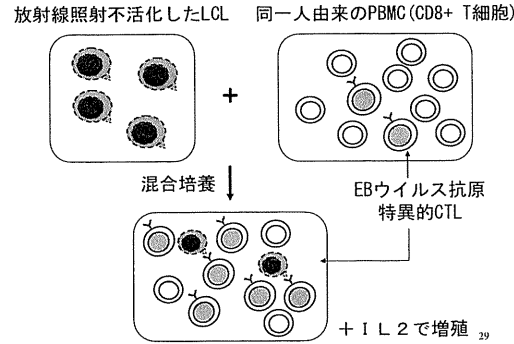 放射線照射不活化したLCL
同一人由来のPBMC(CD8+ T細胞)
+
混合培養
EBウイルス抗原
特異的CTL
+IL2で増殖
29